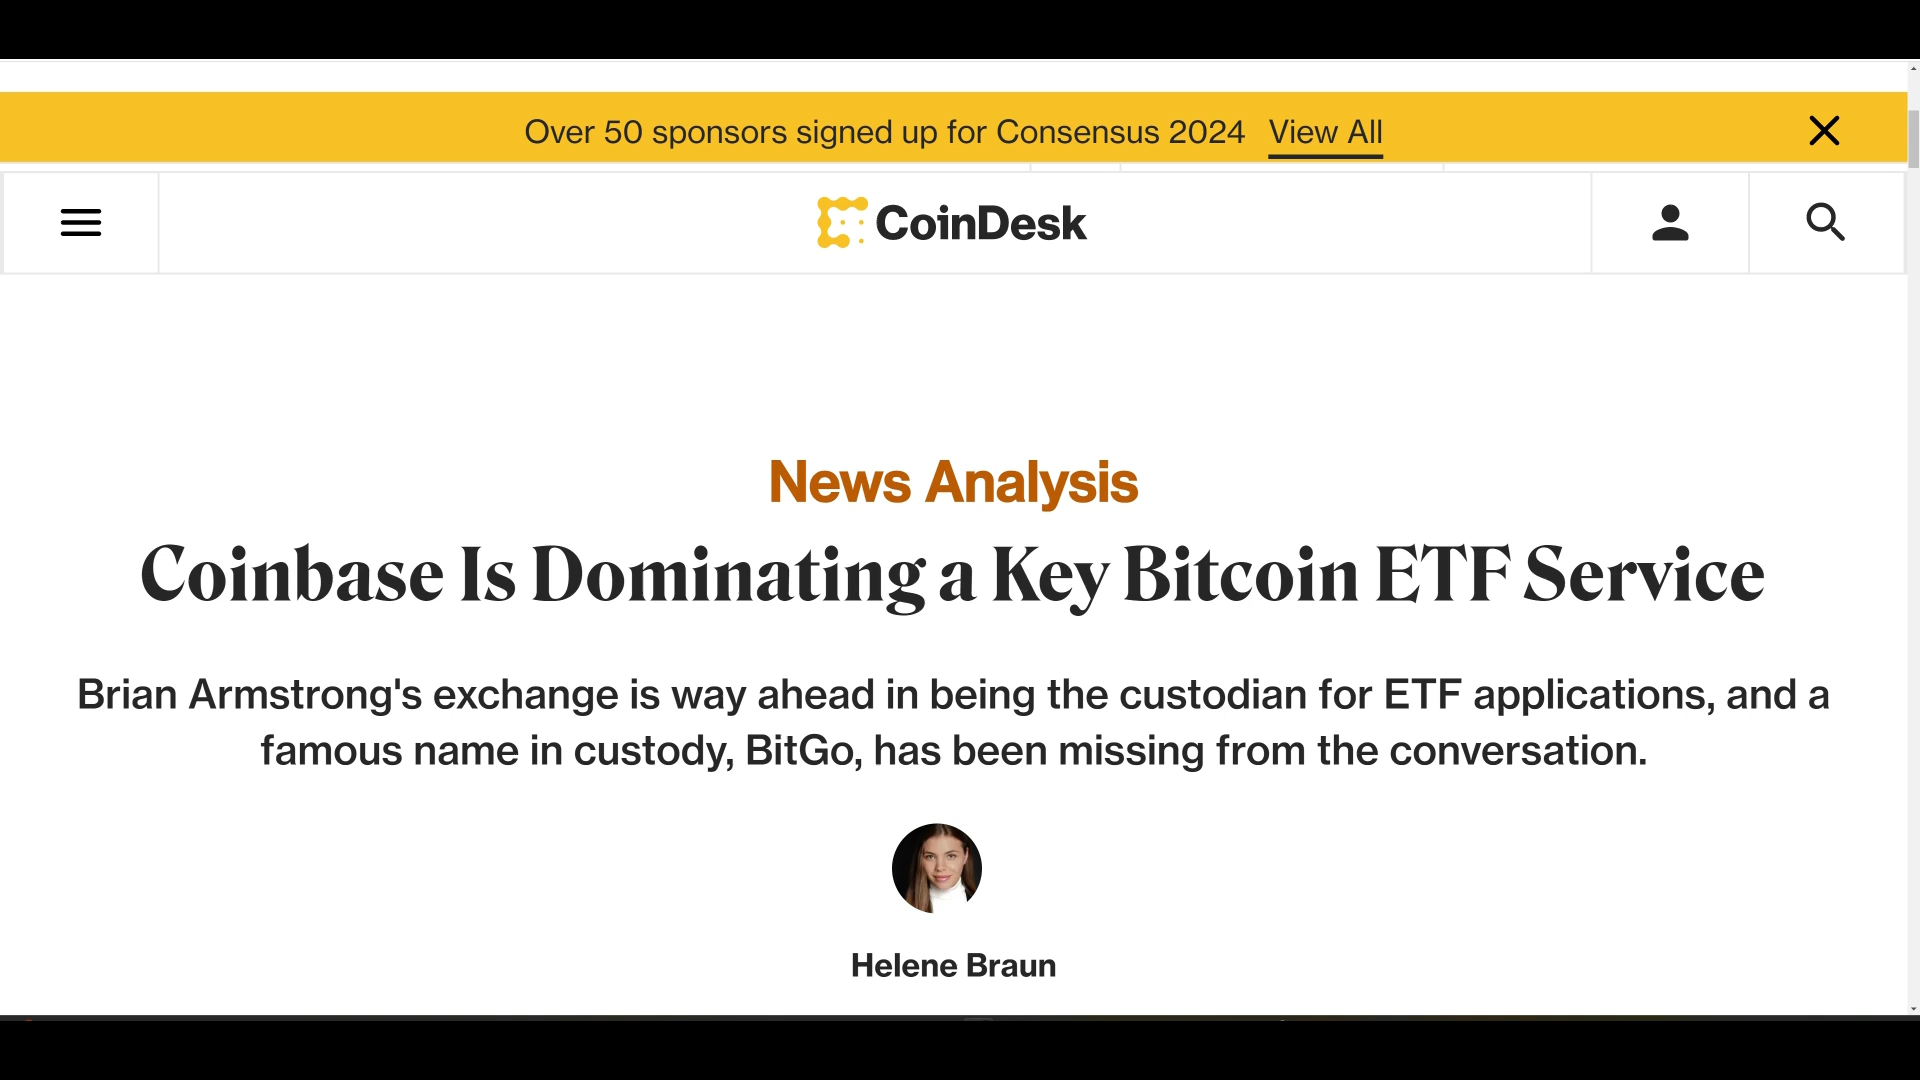 Over 50 sponsors signed up for Consensus 2024 View All
CoinDesk
News Analysis
Coinbase Is Dominating a Key Bitcoin ETF Service
Brian Armstrong's exchange is way ahead in being the custodian for ETF applications, and a
famous name in custody, BitGo, has been missing from the conversation.
Helene Braun